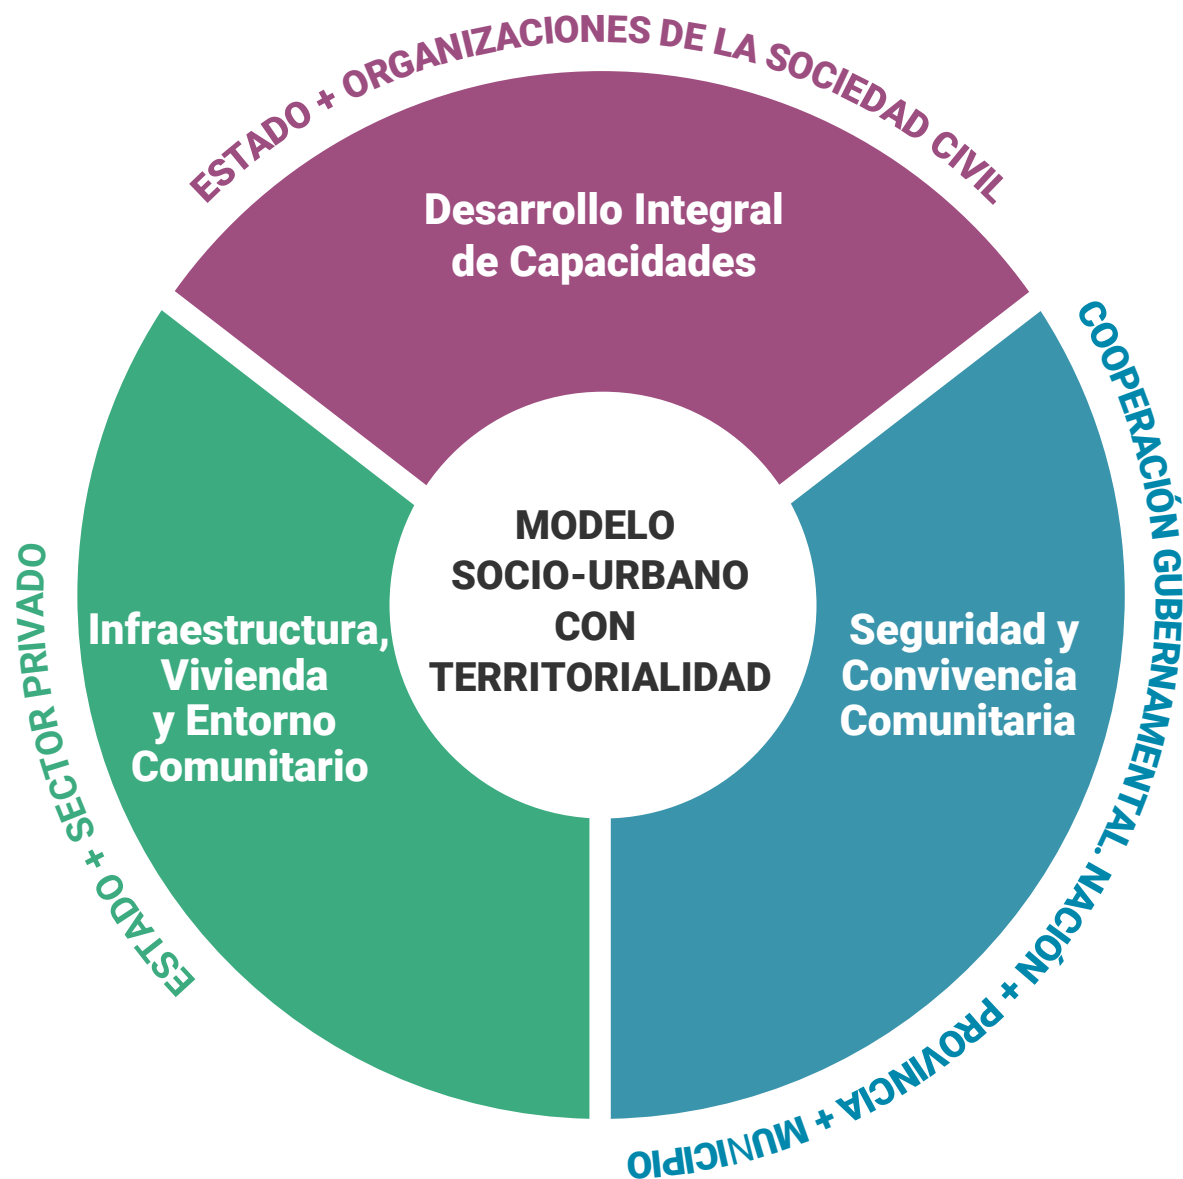 ESTADO + ORGANIZACIONES DE LA SOCIEDAD CIVIL
Desarrollo Integral
de Capacidades
COOPERACIÓN GUBERNAMENTAL. NACIÓN + PROVINCIA + MUNICIPIO
MODELO
SOCIO-URBANO
CON
TERRITORIALIDAD
ESTADO + SECTOR PRIVADO
Infraestructura,
Vivienda
y Entorno
Comunitario
Seguridad y
Convivencia
Comunitaria